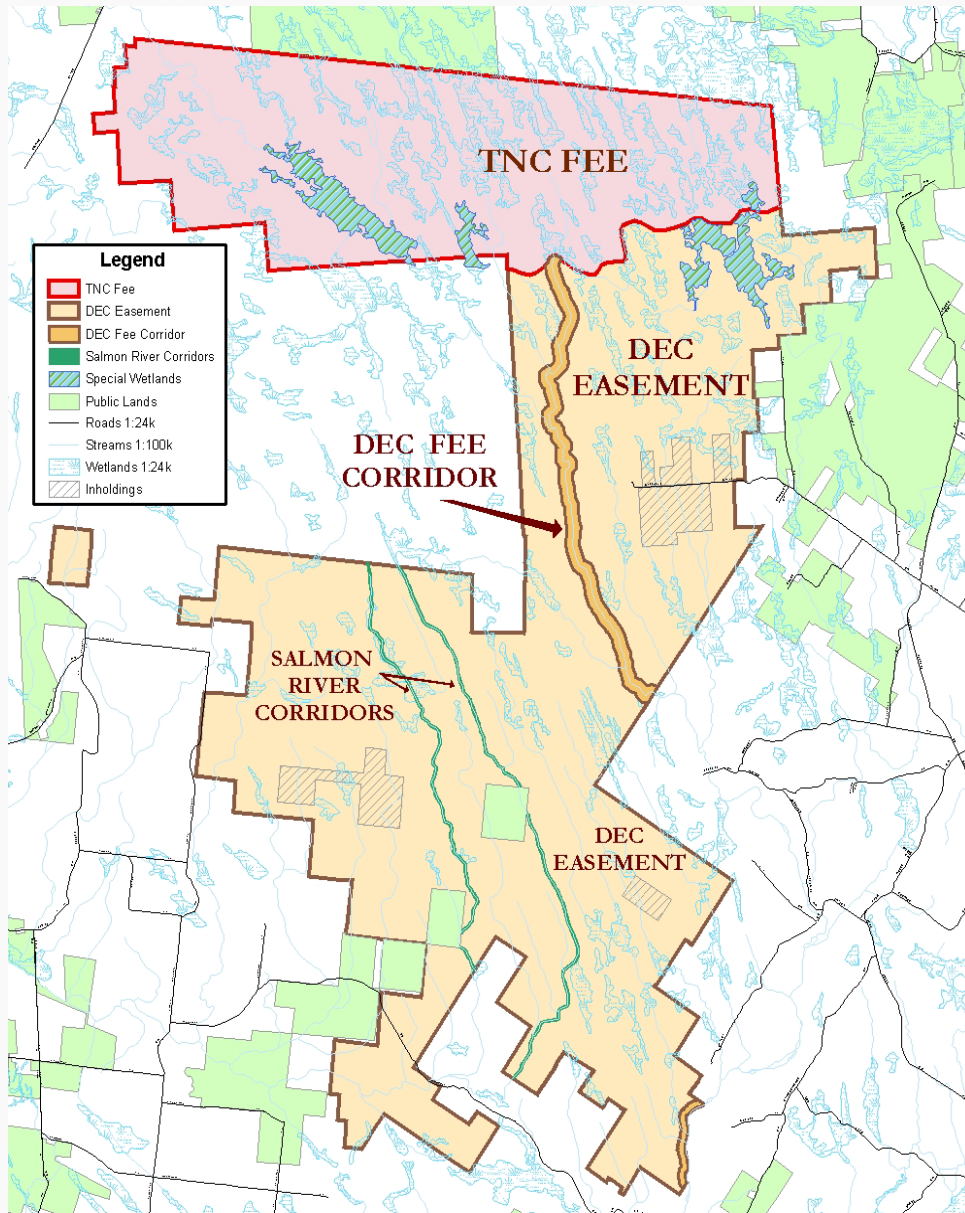 TNC FEE
Legend
TNC Fee
DEC Easement
DEC Fee Corridor
Salmon River Corridors
Special Wetlands
Public Lands
Roads 1:24k
Streams 1:100k
Wetlands 1:24k
Inholdings
DEC
EASEMENT
DEC FEE
CORRIDOR
SALMON
RIVER
CORRIDORS
DEC
EASEMENT